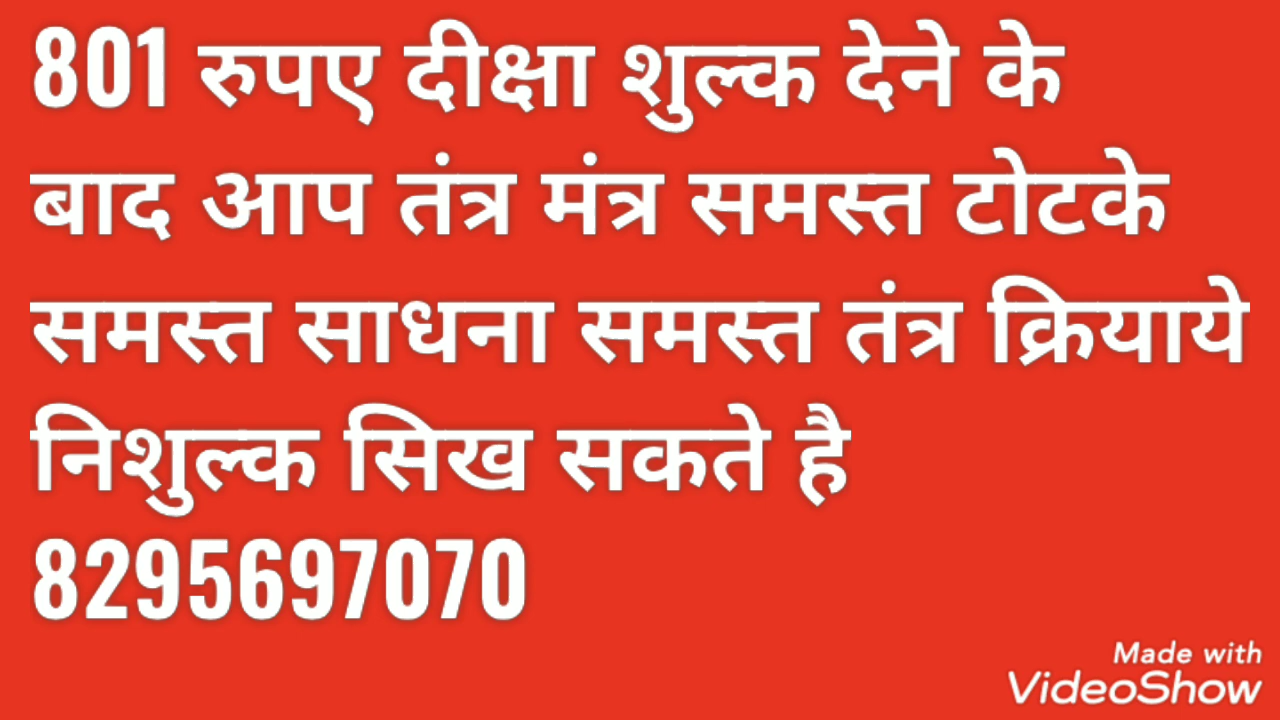 801 रुपए दीक्षा शुल्क देने के
बाद आप तंत्र मंत्र समस्त टोटके
समस्त साधना समस्त तंत्र क्रियाये
निशुल्क सिख सकते है
8295697070
Made with
VideoShow